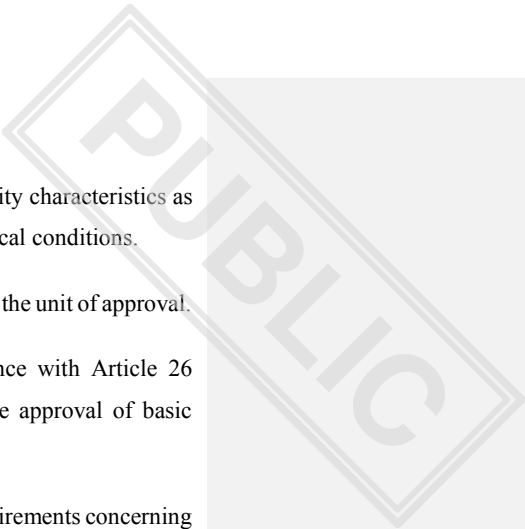 ity characteristics as
cal conditions.
the unit of approval.
nce with Article 26
e approval of basic
irements concerning
PUBLIC